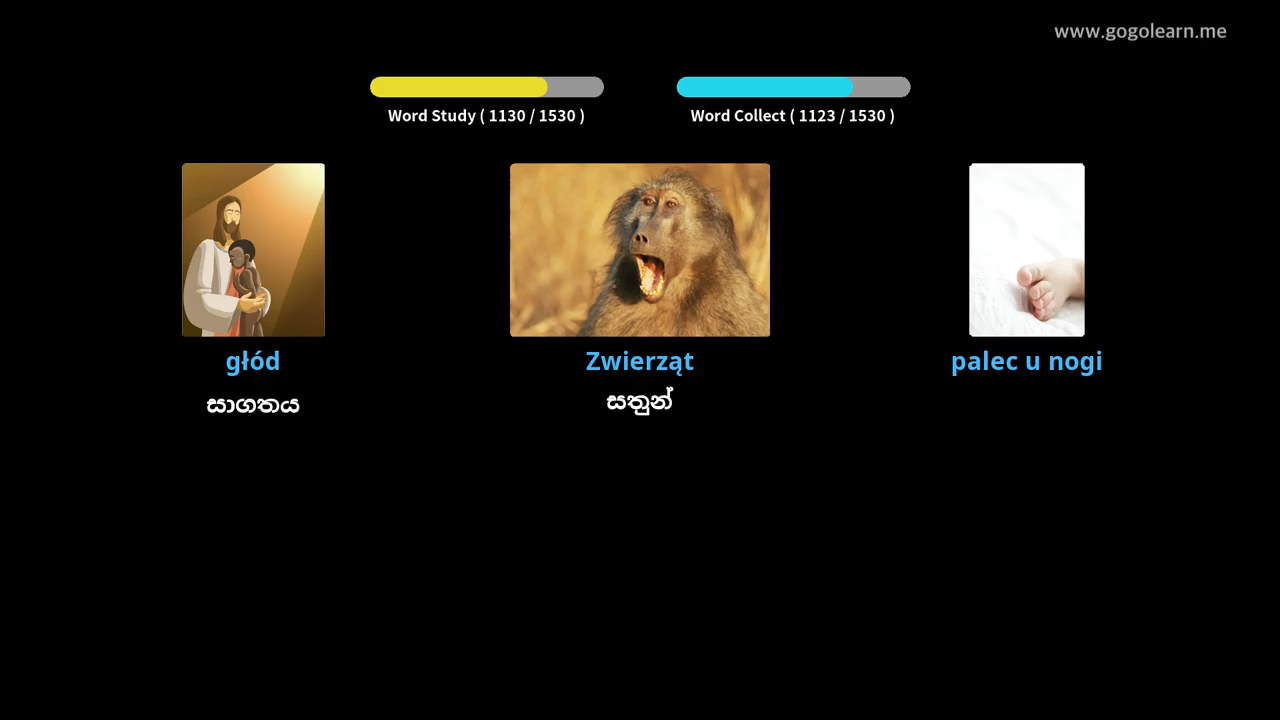 www.gogolearn.me
Word Study ( 1130 / 1530 )
Word Collect ( 1123 / 1530 )
głód
Zwierząt
palec u nogi
සාගතය
සතුන්